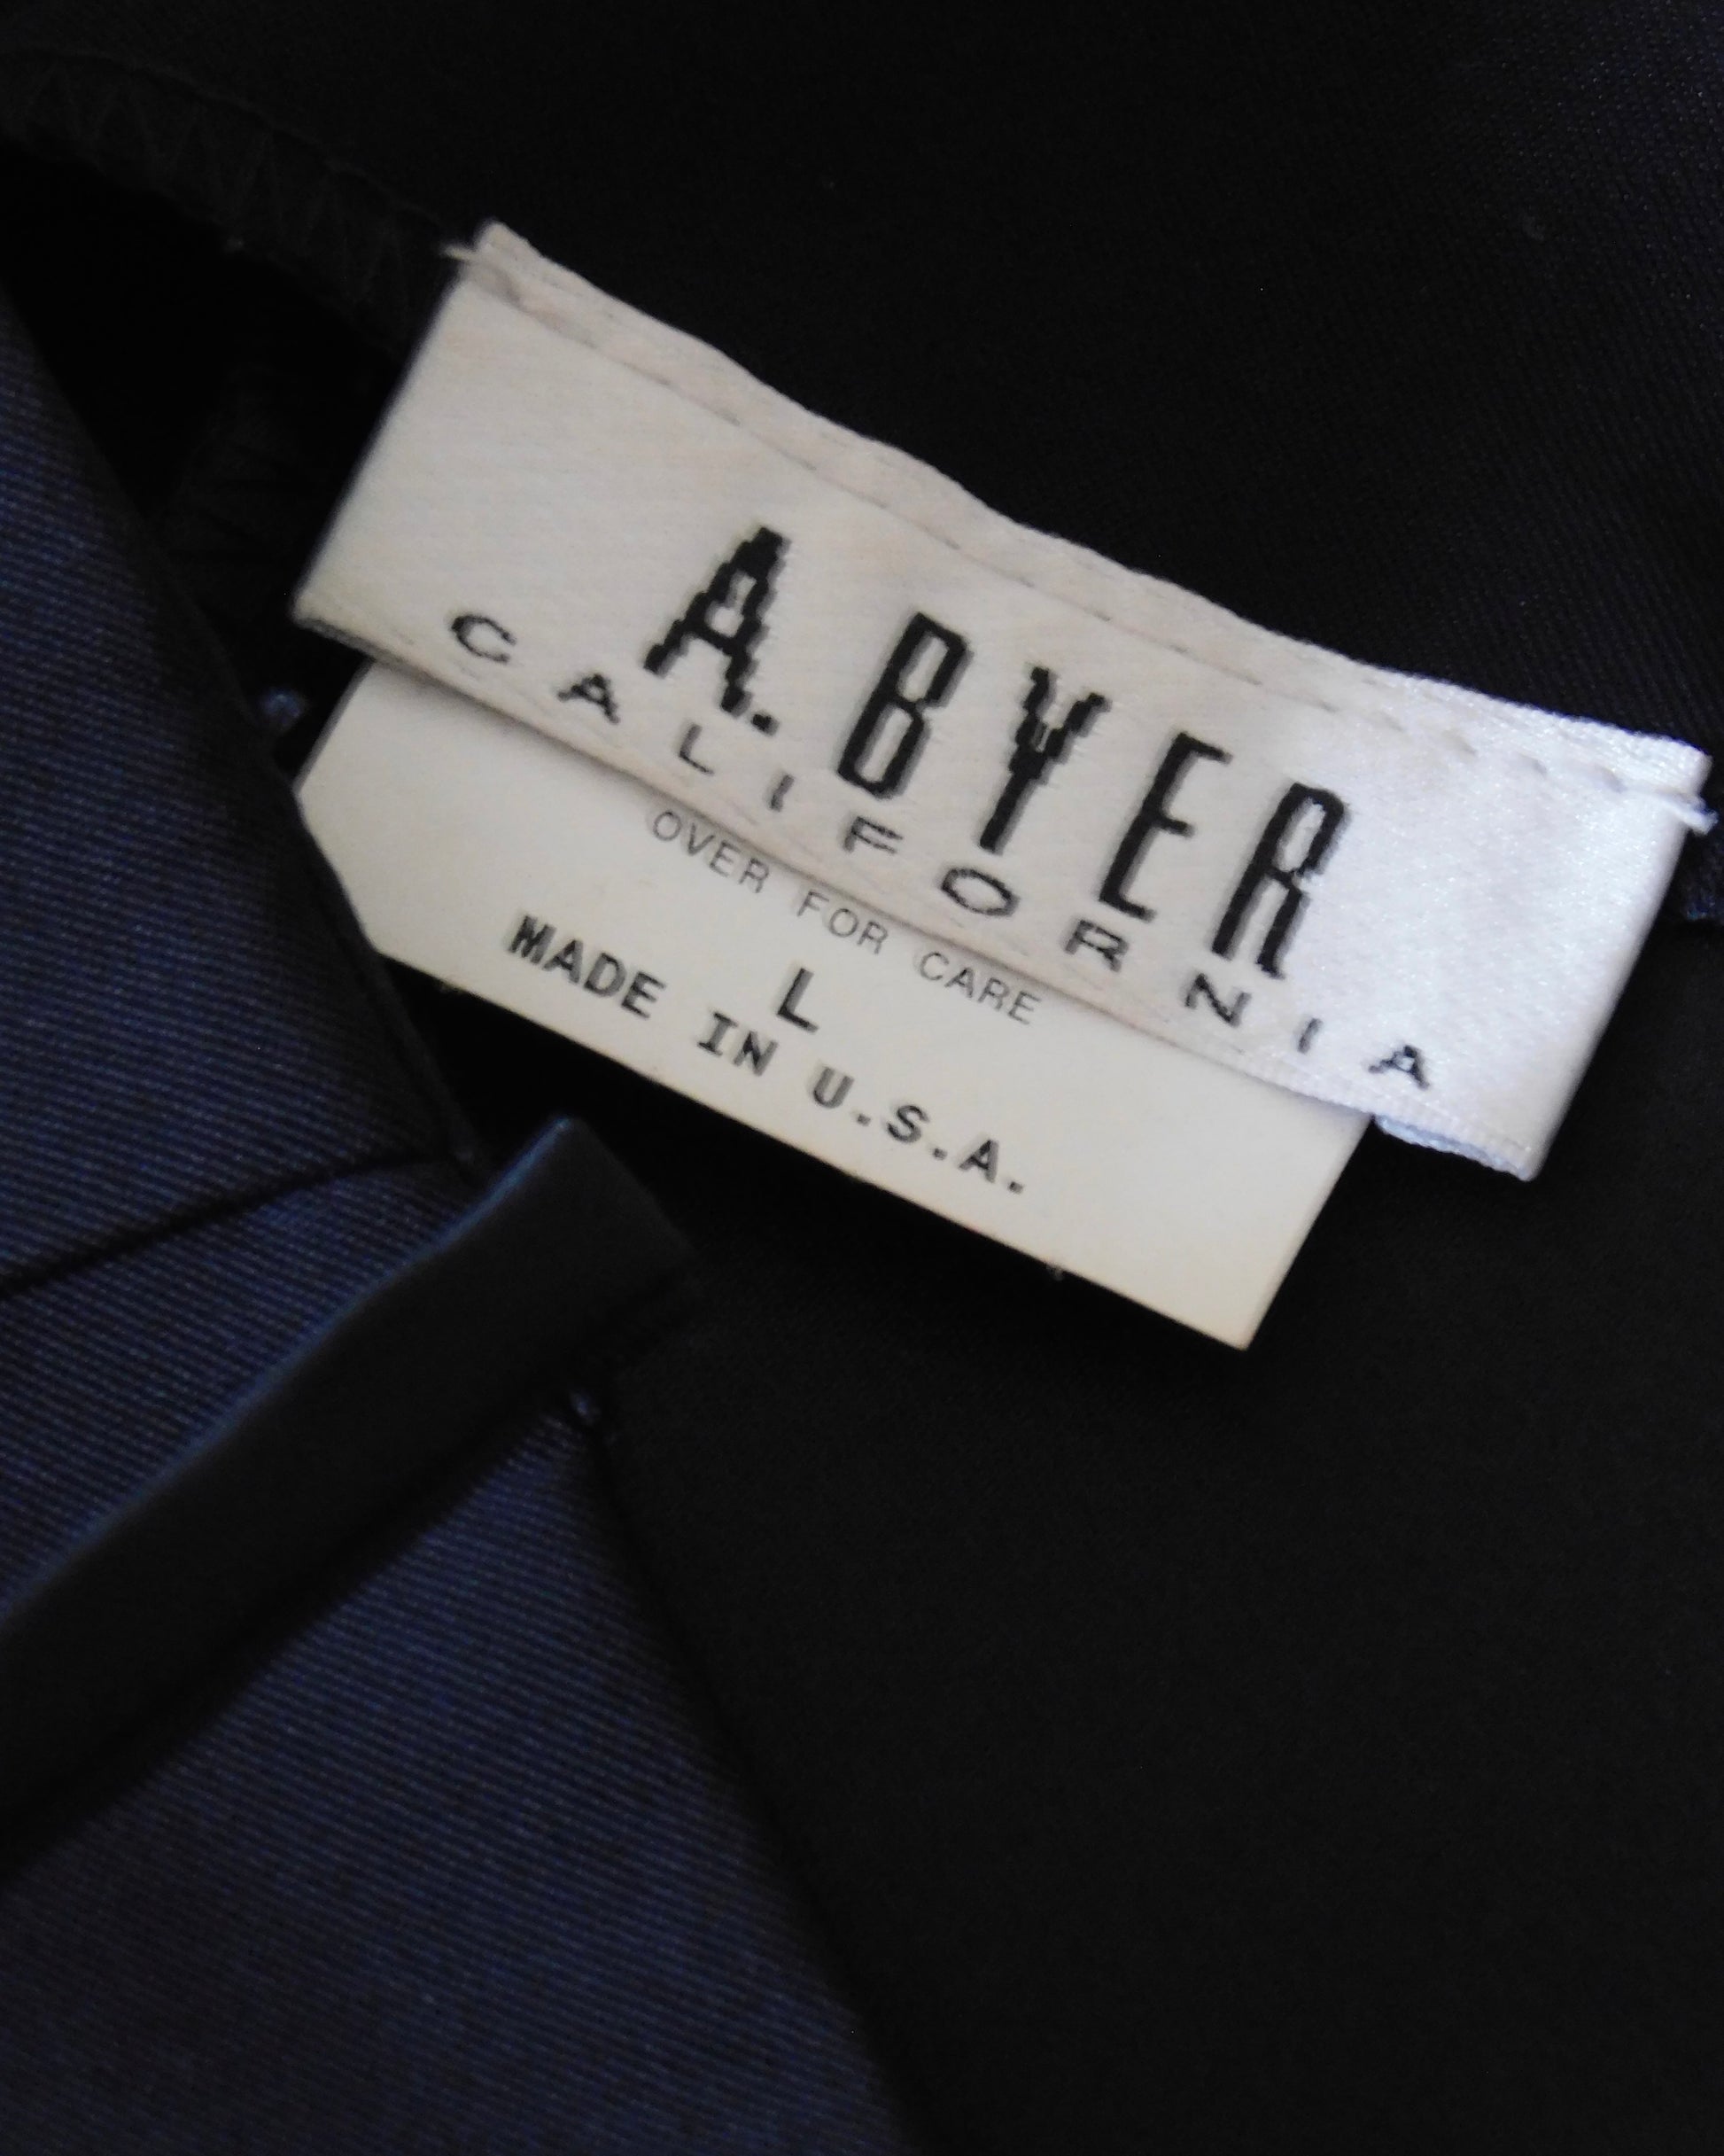 A. BYER
CALIFORNIA
OVER FOR CARE
L
MADE IN U.S.A.